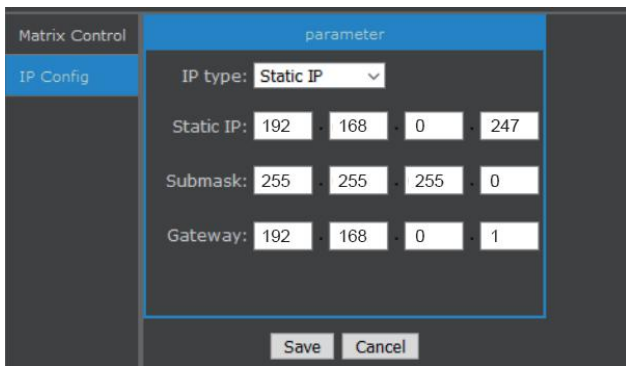 Matrix Control
IP Config
parameter
IP type: Static IP
Static IP: 192 . 168 . 0 . 247
Submask: 255 . 255 . 255 . 0
Gateway: 192 . 168 . 0 . 1
Save Cancel